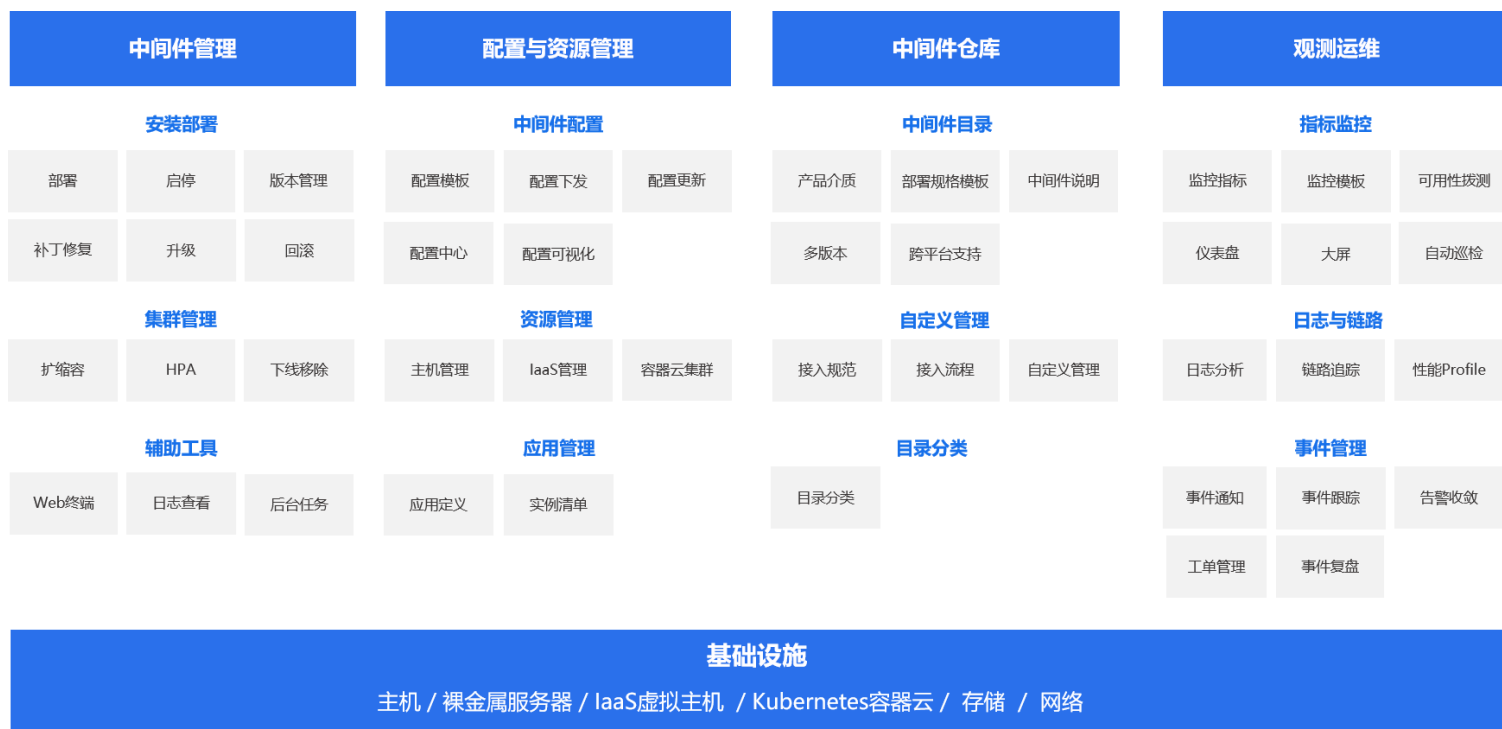 中间件管理
配置与资源管理
中间件仓库
观测运维
安装部署
中间件配置
中间件目录
指标监控
部署
启停
版本管理
配置模板
配置下发
配置更新
产品介质
部署规格模板
中间件说明
监控指标
监控模板
可用性拨测
补丁修复
升级
回滚
配置中心
配置可视化
多版本
跨平台支持
仪表盘
大屏
自动巡检
集群管理
资源管理
自定义管理
日志与链路
扩缩容
HPA
下线移除
主机管理
IaaS管理
容器云集群
接入规范
接入流程
自定义管理
日志分析
链路追踪
性能Profile
辅助工具
应用管理
目录分类
事件管理
Web终端
日志查看
后台任务
应用定义
实例清单
目录分类
事件通知
事件跟踪
告警收敛
工单管理
事件复盘
基础设施
主机 / 裸金属服务器 / IaaS虚拟主机 / Kubernetes容器云 / 存储 / 网络